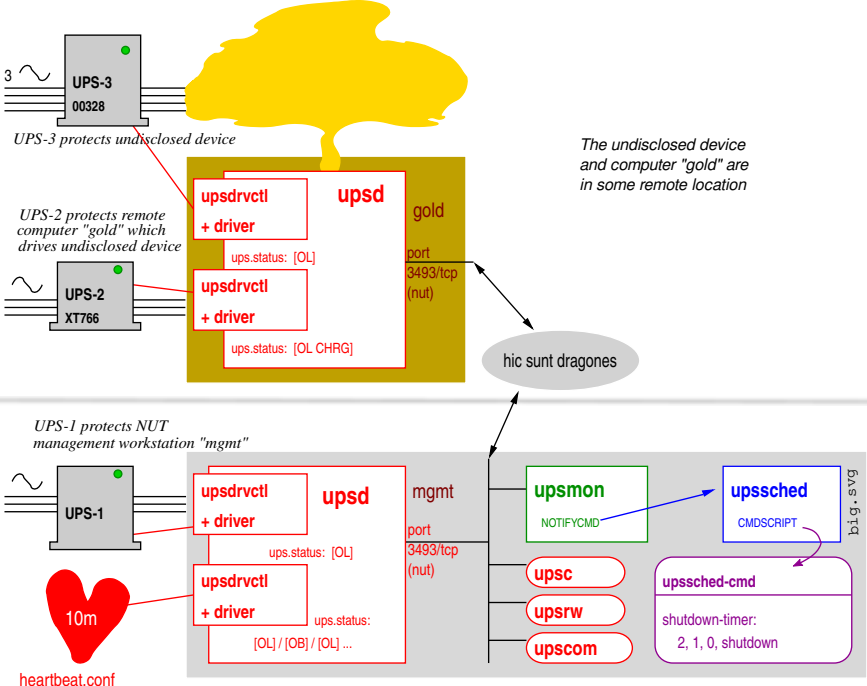 3
UPS-3
00328
UPS-3 protects undisclosed device
The undisclosed device
and computer "gold" are
in some remote location
upsdrvctl
+ driver
upsd
gold
ups.status: [OL]
port
3493/tcp
(nut)
UPS-2 protects remote
computer "gold" which
drives undisclosed device
UPS-2
XT766
upsdrvctl
+ driver
ups.status: [OL CHRG]
hic sunt dragones
UPS-1 protects NUT
management workstation "mgmt"
UPS-1
upsdrvctl
+ driver
upsd
mgmt
ups.status: [OL]
port
3493/tcp
(nut)
upsdrvctl
+ driver
ups.status:
[OL] / [OB] / [OL] ...
10m
heartbeat.conf
upsmon
NOTIFYCMD
upssched
CMDSCRIPT
big.svg
upsc
upsrw
upscom
upssched-cmd
shutdown-timer:
2, 1, 0, shutdown